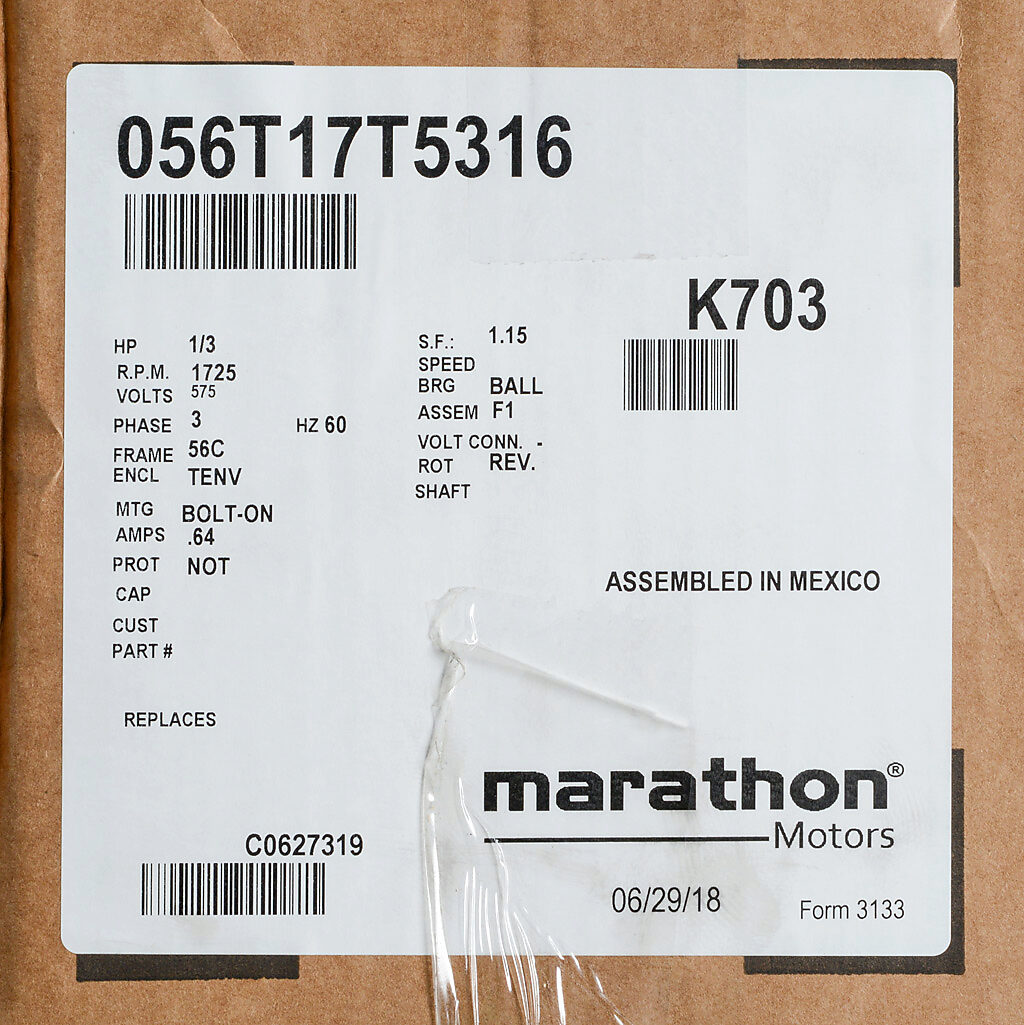 056T17T5316
K703
HP 1/3
R.P.M. 1725
VOLTS 575
PHASE 3 HZ 60
FRAME 56C
ENCL TENV
MTG BOLT-ON
AMPS .64
PROT NOT
CAP
CUST
PART #
REPLACES
S.F.: 1.15
SPEED
BRG BALL
ASSEM F1
VOLT CONN. -
ROT REV.
SHAFT
ASSEMBLED IN MEXICO
marathon®
Motors
C0627319
06/29/18
Form 3133